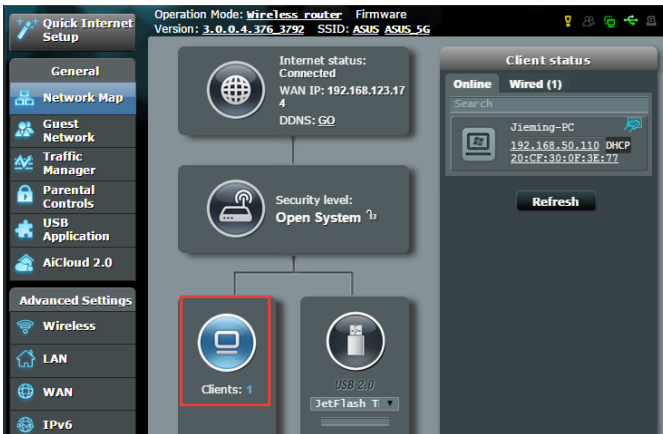 Quick Internet
Setup
Operation Mode: Wireless router Firmware
Version: 3.0.0.4.376_3792 SSID: ASUS ASUS_5G
General
Network Map
Guest
Network
Traffic
Manager
Parental
Controls
USB
Application
AiCloud 2.0
Advanced Settings
Wireless
LAN
WAN
IPv6
Internet status:
Connected
WAN IP: 192.168.123.17
4
DDNS: GO
Security level:
Open System
Clients: 1
USB 2.0
JetFlash T
Client status
Online Wired (1)
Search
Jieming-PC
192.168.50.110 DHCP
20:CF:30:0F:3E:77
Refresh